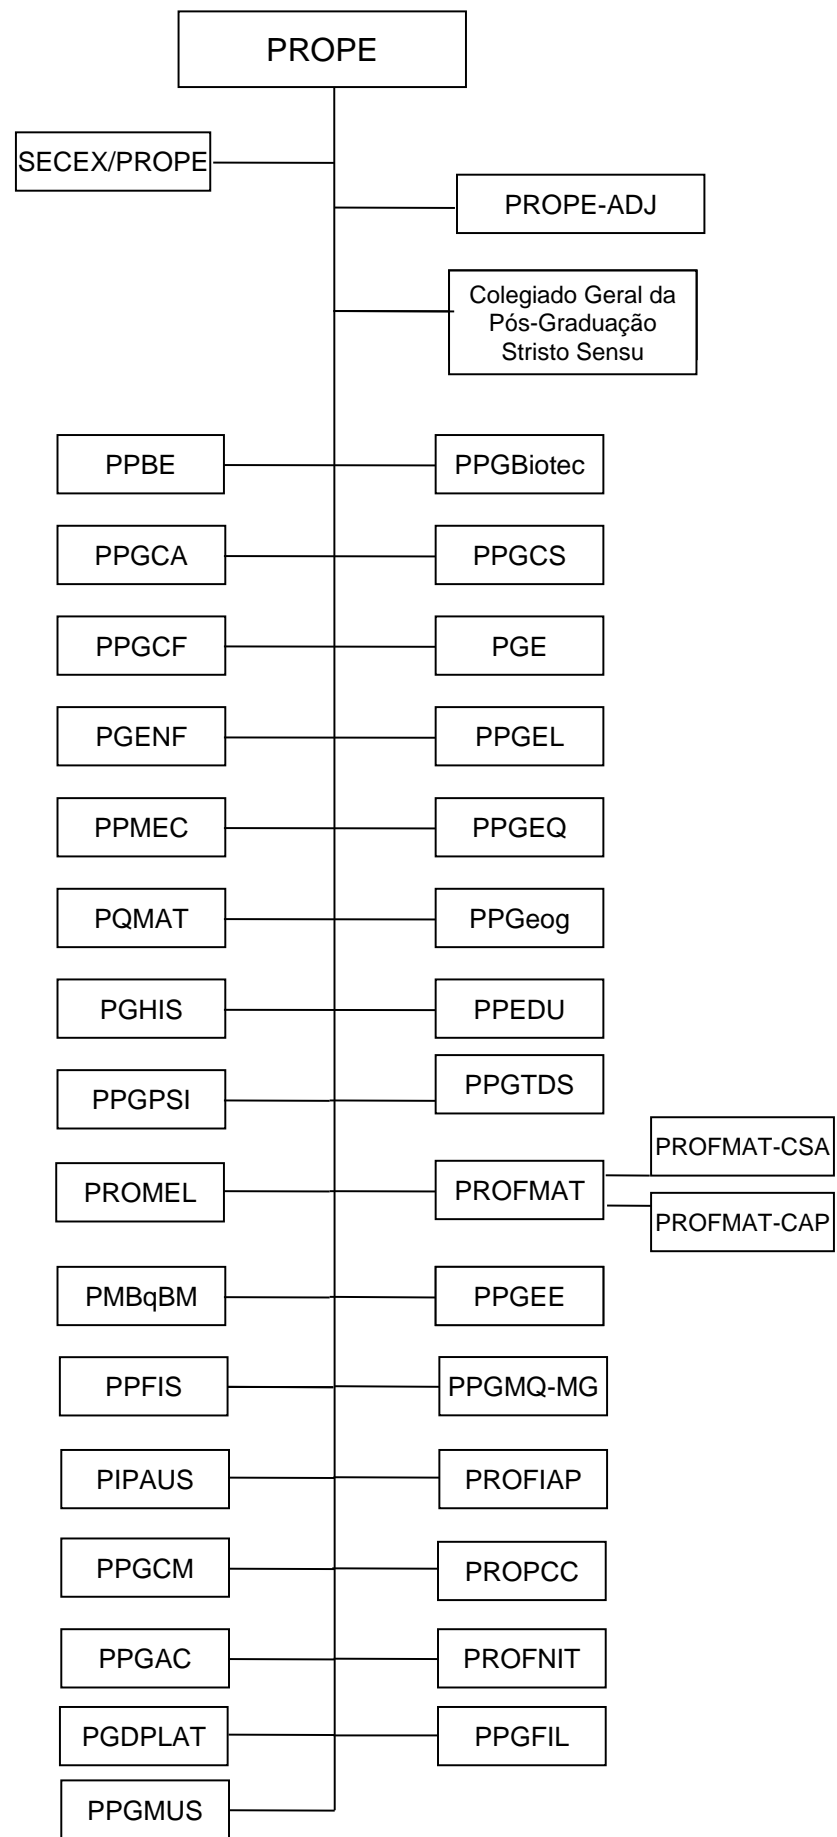 PROPE
SECEX/PROPE
PROPE-ADJ
Colegiado Geral da
Pós-Graduação
Stristo Sensu
PPBE
PPGBiotec
PPGCA
PPGCS
PPGCF
PGE
PGENF
PPGEL
PPMEC
PPGEQ
PQMAT
PPGeog
PGHIS
PPEDU
PPGPSI
PPGTDS
PROMEL
PROFMAT
PROFMAT-CSA
PROFMAT-CAP
PMBqBM
PPGEE
PPFIS
PPGMQ-MG
PIPAUS
PROFIAP
PPGCM
PROPCC
PPGAC
PROFNIT
PGDPLAT
PPGFIL
PPGMUS